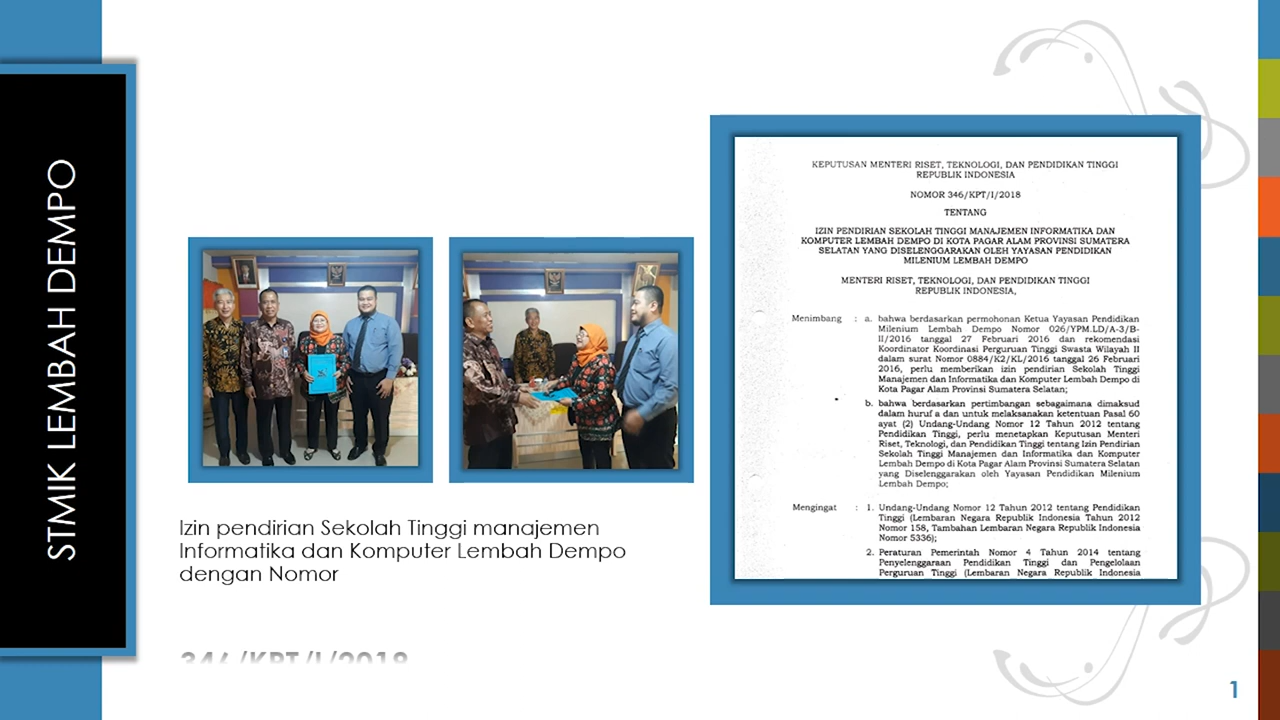 STMIK LEMBAH DEMPO
Izin pendirian Sekolah Tinggi manajemen
Informatika dan Komputer Lembah Dempo
dengan Nomor
346/KPT/I/2018
KEPUTUSAN MENTERI RISET, TEKNOLOGI, DAN PENDIDIKAN TINGGI
REPUBLIK INDONESIA
NOMOR 346/KPT/I/2018
TENTANG
IZIN PENDIRIAN SEKOLAH TINGGI MANAJEMEN INFORMATIKA DAN
KOMPUTER LEMBAH DEMPO DI KOTA PAGAR ALAM PROVINSI SUMATERA
SELATAN YANG DISELENGGARAKAN OLEH YAYASAN PENDIDIKAN
MILENIUM LEMBAH DEMPO
MENTERI RISET, TEKNOLOGI, DAN PENDIDIKAN TINGGI
REPUBLIK INDONESIA,
Menimbang : a. bahwa berdasarkan permohonan Ketua Yayasan Pendidikan
Milenium Lembah Dempo Nomor 026/YPM.LD/A-3/B-
II/2016 tanggal 27 Februari 2016 dan rekomendasi
Koordinator Koordinasi Perguruan Tinggi Swasta Wilayah II
dalam surat Nomor 0884/K2/KL/2016 tanggal 26 Februari
2016, perlu memberikan izin pendirian Sekolah Tinggi
Manajemen dan Informatika dan Komputer Lembah Dempo di
Kota Pagar Alam Provinsi Sumatera Selatan;
b. bahwa berdasarkan pertimbangan sebagaimana dimaksud
dalam huruf a dan untuk melaksanakan ketentuan Pasal 60
ayat (2) Undang-Undang Nomor 12 Tahun 2012 tentang
Pendidikan Tinggi, perlu menetapkan Keputusan Menteri
Riset, Teknologi, dan Pendidikan Tinggi tentang Izin Pendirian
Sekolah Tinggi Manajemen dan Informatika dan Komputer
Lembah Dempo di Kota Pagar Alam Provinsi Sumatera Selatan
yang Diselenggarakan oleh Yayasan Pendidikan Milenium
Lembah Dempo;
Mengingat : 1. Undang-Undang Nomor 12 Tahun 2012 tentang Pendidikan
Tinggi (Lembaran Negara Republik Indonesia Tahun 2012
Nomor 158, Tambahan Lembaran Negara Republik Indonesia
Nomor 5336);
2. Peraturan Pemerintah Nomor 4 Tahun 2014 tentang
Penyelenggaraan Pendidikan Tinggi dan Pengelolaan
Perguruan Tinggi (Lembaran Negara Republik Indonesia
1